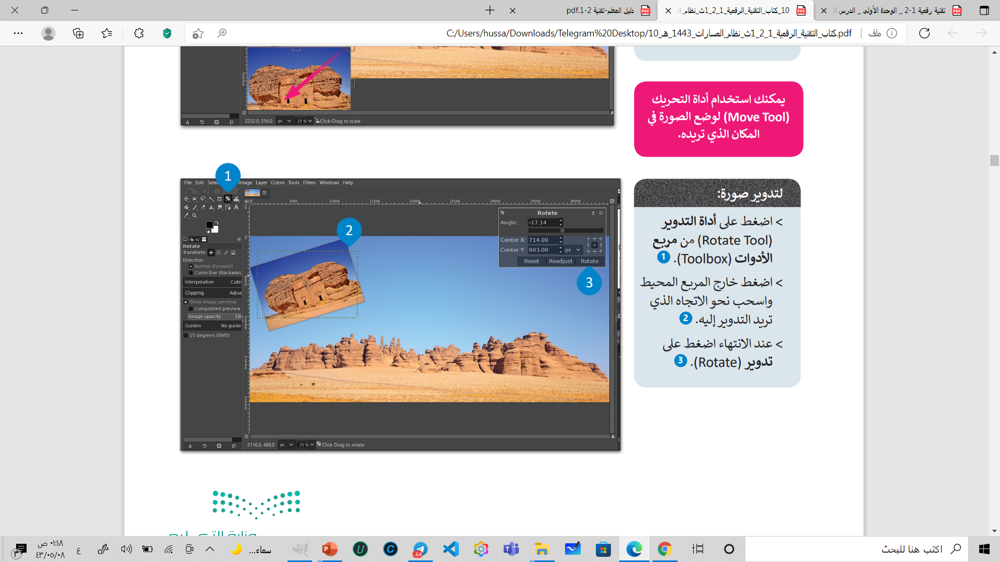 تقنية رقمية 1-2 _ الوحدة الأولى _ الدرس ال
10_كتاب_التقنية_الرقمية_1_2_1ث_نظام_ال
دليل المعلم-تقنية 2-1.pdf
ملف
C:/Users/hussa/Downloads/Telegram%20Desktop/10_كتاب_التقنية_الرقمية_1_2_1ث_نظام_المسارات_1443_هـ.pdf
2232.0, 516.0 px 25 % Click-Drag to scale
يمكنك استخدام أداة التحريك
(Move Tool) لوضع الصورة في
المكان الذي تريده.
لتدوير صورة:
> اضغط على أداة التدوير
(Rotate Tool) من مربع
الأدوات (Toolbox). 1
> اضغط خارج المربع المحيط
واسحب نحو الاتجاه الذي
تريد التدوير إليه. 2
> عند الانتهاء اضغط على
تدوير (Rotate). 3
1
File Edit Selec Image Layer Colors Tools Filters Windows Help
0 500 1000 1500 2000 2500 3000 3500 4000
2
Rotate
Angle: -17.14
Center X: 714.00
Center Y: 603.00 px
Reset Readjust Rotate
3
Rotate
Transform:
Direction
Normal (Forward)
Corrective (Backward
Interpolation Cubi
Clipping Adjus
Show image preview
Composited preview
Image opacity 100
Guides No guide
15 degrees (Shift)
2116.0, 488.0 px 25 % Click-Drag to rotate
اكتب هنا للبحث
64..
سماء...
ع
٠١:١٨ ص
٤٣/٠٥/٠٨
٣